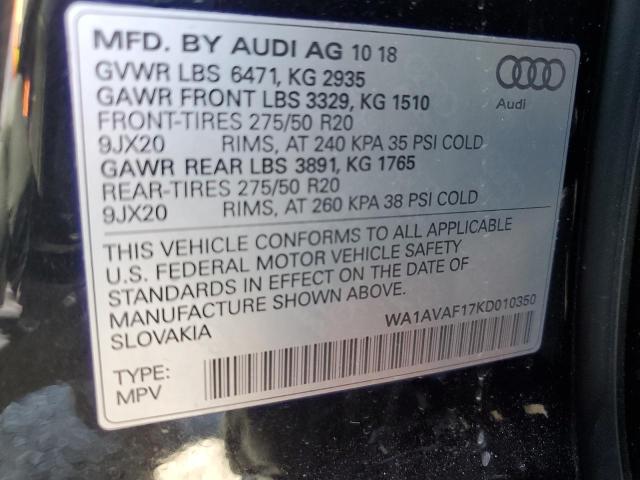 MFD. BY AUDI AG 10 18
GVWR LBS 6471, KG 2935
GAWR FRONT LBS 3329, KG 1510
FRONT-TIRES 275/50 R20
9JX20 RIMS, AT 240 KPA 35 PSI COLD
GAWR REAR LBS 3891, KG 1765
REAR-TIRES 275/50 R20
9JX20 RIMS, AT 260 KPA 38 PSI COLD
Audi
THIS VEHICLE CONFORMS TO ALL APPLICABLE
U.S. FEDERAL MOTOR VEHICLE SAFETY
STANDARDS IN EFFECT ON THE DATE OF
MANUFACTURE SHOWN ABOVE.
SLOVAKIA
WA1AVAF17KD010350
TYPE:
MPV